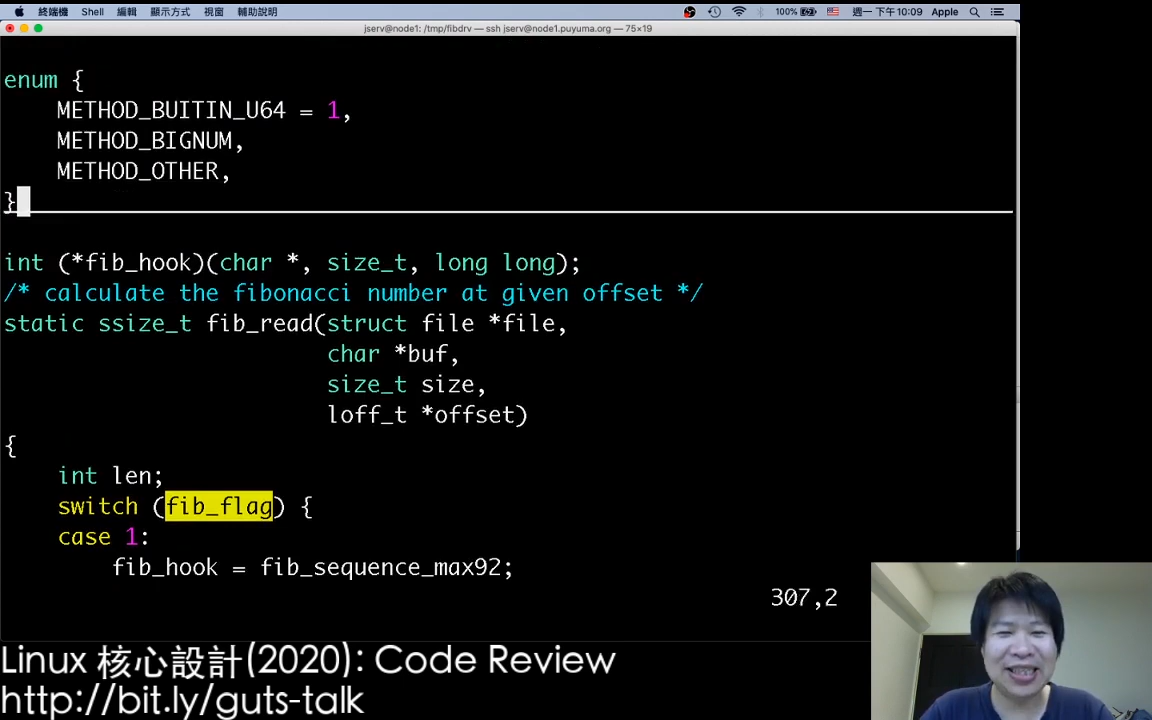 終端機 Shell 編輯 顯示方式 視窗 輔助說明 100% 週一 下午10:09 Apple
jserv@node1: /tmp/fibdrv — ssh jserv@node1.puyuma.org — 75×19
enum {
    METHOD_BUITIN_U64 = 1,
    METHOD_BIGNUM,
    METHOD_OTHER,
}
int (*fib_hook)(char *, size_t, long long);
/* calculate the fibonacci number at given offset */
static ssize_t fib_read(struct file *file,
                        char *buf,
                        size_t size,
                        loff_t *offset)
{
    int len;
    switch (fib_flag) {
    case 1:
        fib_hook = fib_sequence_max92;
307,2
Linux 核心設計(2020): Code Review
http://bit.ly/guts-talk